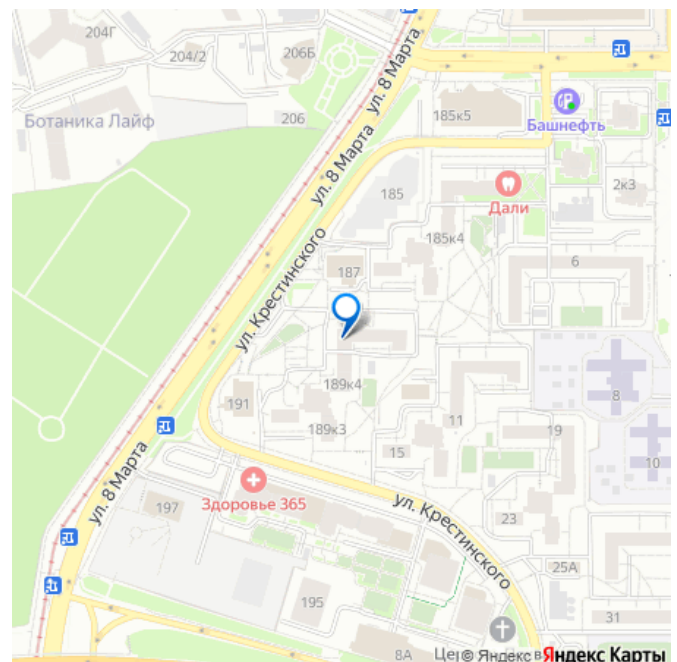 204Г
204/2
206Б
ул. 8 Марта
206
Ботаника Лайф
185к5
Башнефть
ул. 8 Марта
185
Дали
2к3
185к4
6
ул. Крестинского
187
189к4
191
8
11
189к3
19
15
10
ул. 8 Марта
Здоровье 365
ул. Крестинского
197
23
25А
195
31
8А
© Яндекс Яндекс Карты